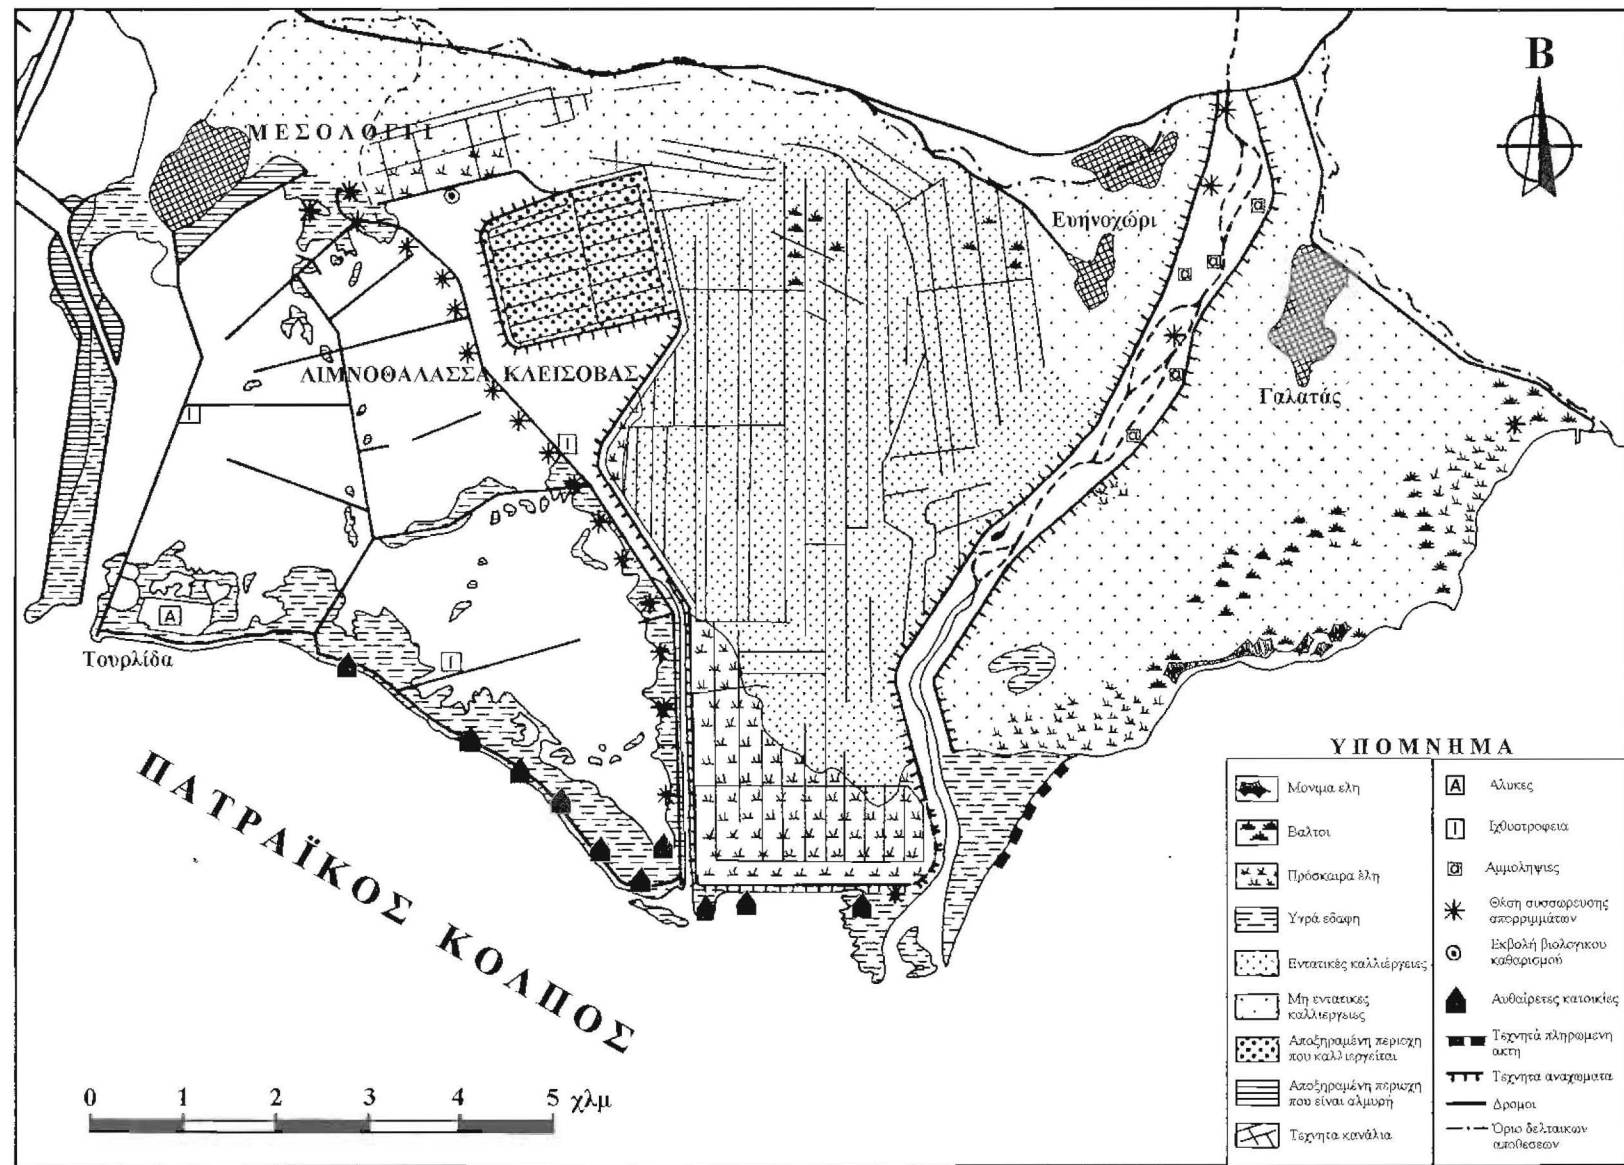 Β
ΜΕΣΟΛΟΓΓΙ
Ευηνοχώρι
ΛΙΜΝΟΘΑΛΑΣΣΑ ΚΛΕΙΣΟΒΑΣ
Γαλατάς
a
a
a
a
a
I
I
I
A
Τουρλίδα
ΠΑΤΡΑΪΚΟΣ ΚΟΛΠΟΣ
0 1 2 3 4 5 χλμ
ΥΠΟΜΝΗΜΑ
Μονιμα ελη
Βαλτοι
Πρόσκαιρα έλη
Υγρά εδαφη
Εντατικές καλλιέργειες
Μη εντατικες
καλλιεργειες
Αποξηραμένη περιοχη
που καλλιεργείται
Αποξηραμένη περιοχη
που είναι αλμυρή
Τεχνητα κανάλια
A Αλυκες
I Ιχθυοτροφεια
a Αμμοληψιες
Θέση συσσωρευσης
απορριμμάτων
Εκβολή βιολογικου
καθαρισμού
Αυθαίρετες κατοικίες
Τεχνητά πληρωμενη
ακτη
Τεχνητα αναχωματα
Δρομοι
Όριο δελταικων
αποθεσεων